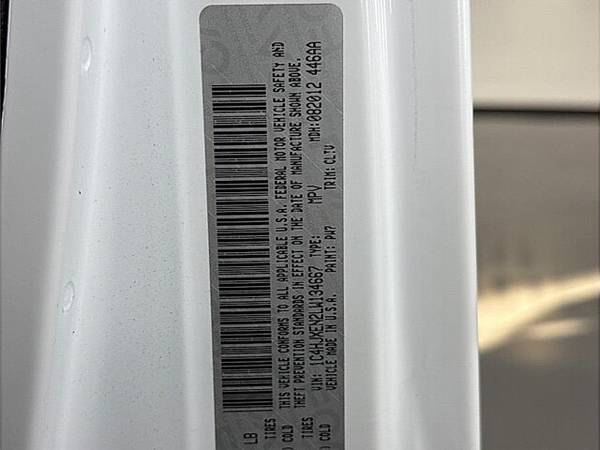 THIS VEHICLE CONFORMS TO ALL APPLICABLE U.S.A. FEDERAL MOTOR VEHICLE SAFETY AND
THEFT PREVENTION STANDARDS IN EFFECT ON THE DATE OF MANUFACTURE SHOWN ABOVE.
VIN: 1C4HJXEN2LW134667 TYPE: MPV MDH:082012 446AA
VEHICLE MADE IN U.S.A. PAINT: PW7 TRIM: CLTV
LB
TIRES
COLD
TIRES
COLD